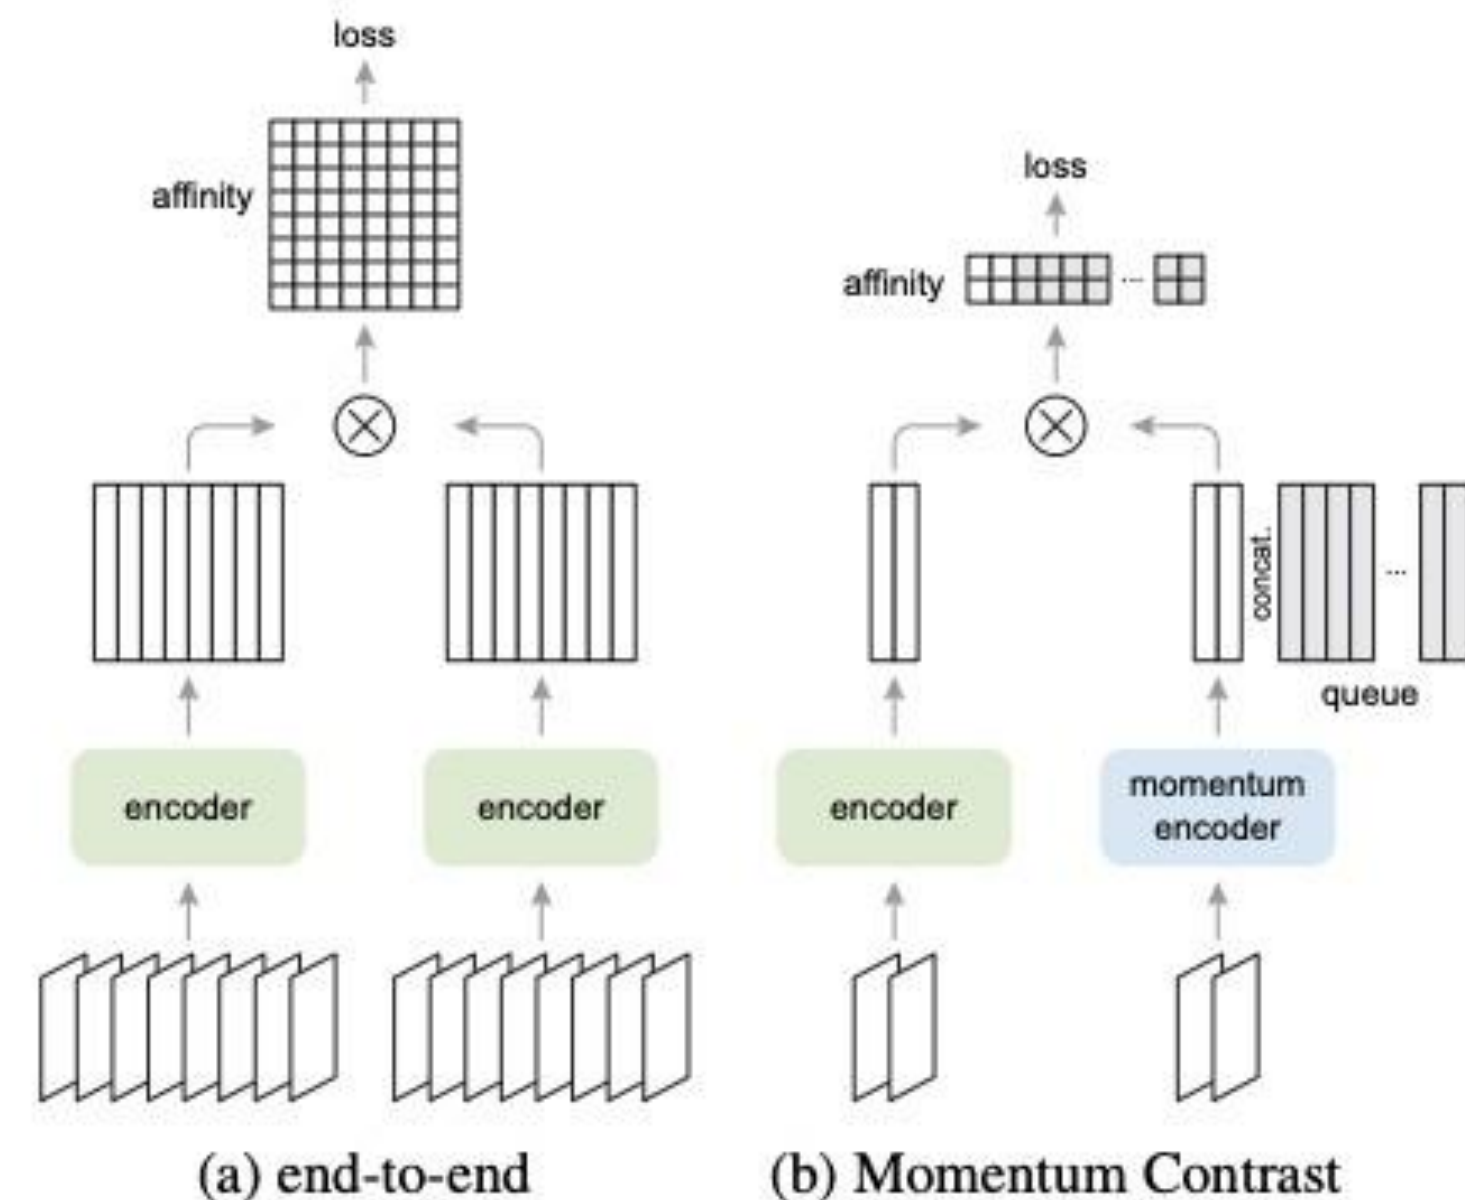 loss
affinity
encoder
encoder
(a) end-to-end
loss
affinity
concat.
...
...
queue
encoder
momentum
encoder
(b) Momentum Contrast